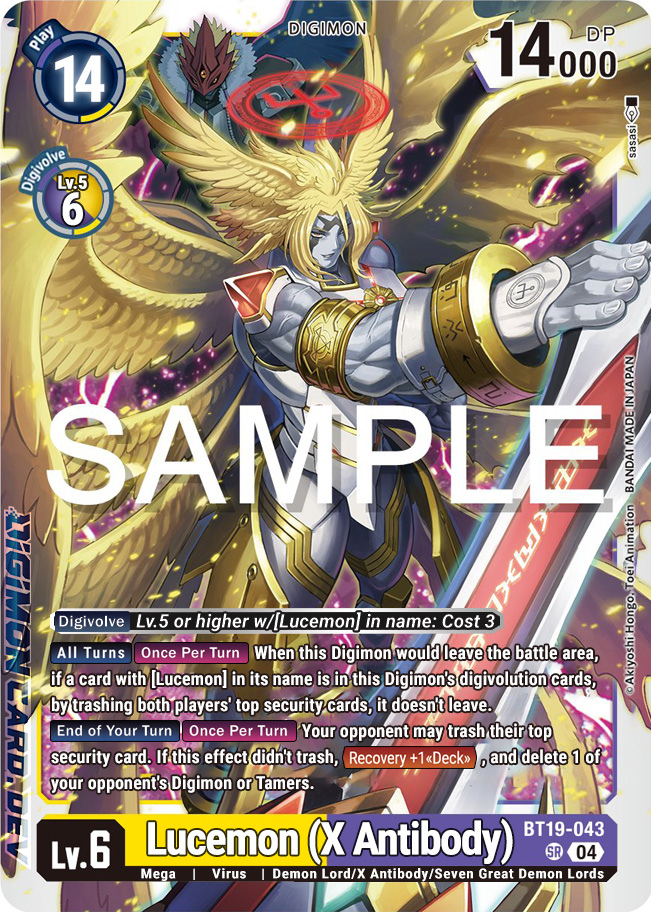 Play
14
DIGIMON
14000
DP
Digivolve
Lv.5
6
sasasi
SAMPLE
©Akiyoshi Hongo, Toei Animation BANDAI MADE IN JAPAN
DIGIMON CARD.DEV
Digivolve Lv.5 or higher w/[Lucemon] in name: Cost 3
All Turns Once Per Turn When this Digimon would leave the battle area,
if a card with [Lucemon] in its name is in this Digimon's digivolution cards,
by trashing both players' top security cards, it doesn't leave.
End of Your Turn Once Per Turn Your opponent may trash their top
security card. If this effect didn't trash, Recovery +1«Deck» , and delete 1 of
your opponent's Digimon or Tamers.
Lv.6
Lucemon (X Antibody)
BT19-043
SR 04
Mega | Virus | Demon Lord/X Antibody/Seven Great Demon Lords